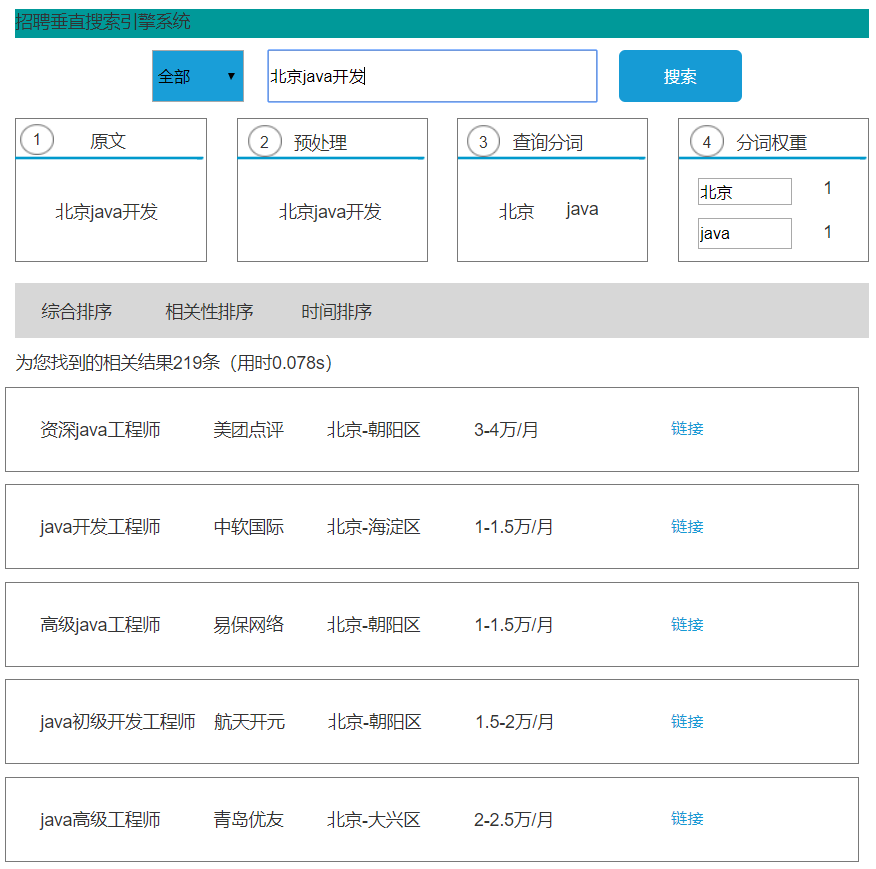 招聘垂直搜索引擎系统
全部 ▼ 北京java开发 搜索
1 原文 2 预处理 3 查询分词 4 分词权重
北京java开发 北京java开发 北京 java 北京 1
java 1
综合排序 相关性排序 时间排序
为您找到的相关结果219条（用时0.078s）
资深java工程师 美团点评 北京-朝阳区 3-4万/月 链接
java开发工程师 中软国际 北京-海淀区 1-1.5万/月 链接
高级java工程师 易保网络 北京-朝阳区 1-1.5万/月 链接
java初级开发工程师 航天开元 北京-朝阳区 1.5-2万/月 链接
java高级工程师 青岛优友 北京-大兴区 2-2.5万/月 链接